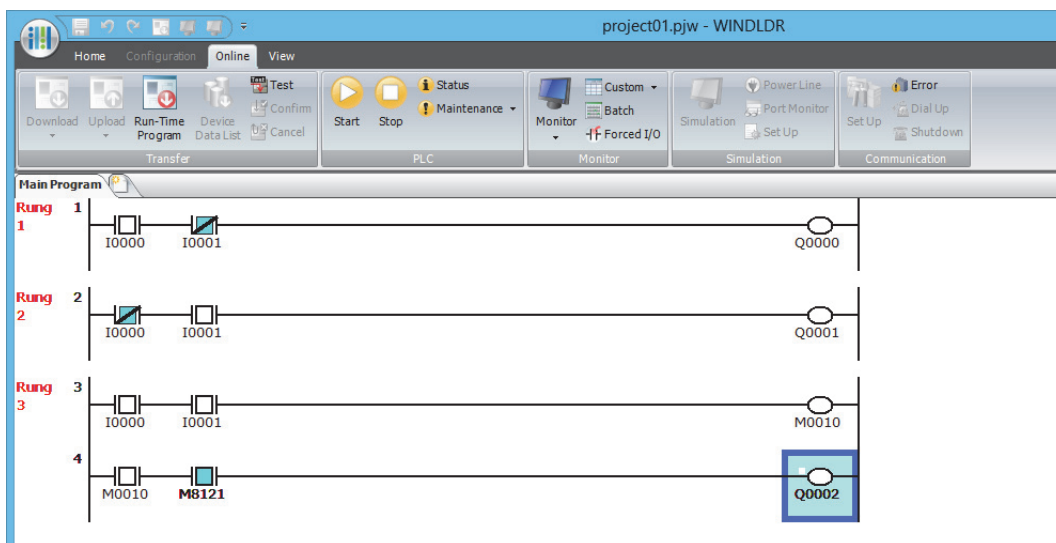 project01.pjw - WINDLDR
Home Configuration Online View
Download Upload Run-Time Program Device Data List Test Confirm Cancel
Transfer
Start Stop Status Maintenance
PLC
Monitor Custom Batch Forced I/O
Monitor
Simulation Power Line Port Monitor Set Up
Simulation
Set Up Error Dial Up Shutdown
Communication
Main Program
Rung 1 1
I0000 I0001 Q0000
Rung 2 2
I0000 I0001 Q0001
Rung 3 3
I0000 I0001 M0010
4
M0010 M8121 Q0002